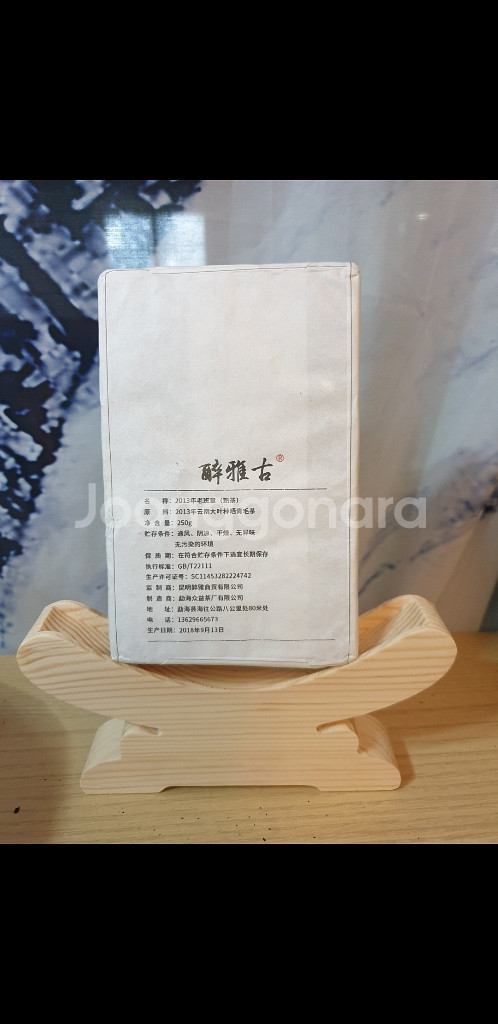 醉雅古
名 称：2013年老班章（熟茶）
原 料：2013年云南大叶种晒青毛茶
净含量：250g
贮存条件：通风、阴凉、干燥、无异味
无污染的环境
保质期：在符合贮存条件下适宜长期保存
执行标准：GB/T22111
生产许可证号：SC11453282224742
监制商：昆明醉雅商贸有限公司
制造商：勐海众益茶厂有限公司
地 址：勐海县海往公路八公里处80米处
电 话：13629665673
生产日期：2018年9月13日
Joonggonara